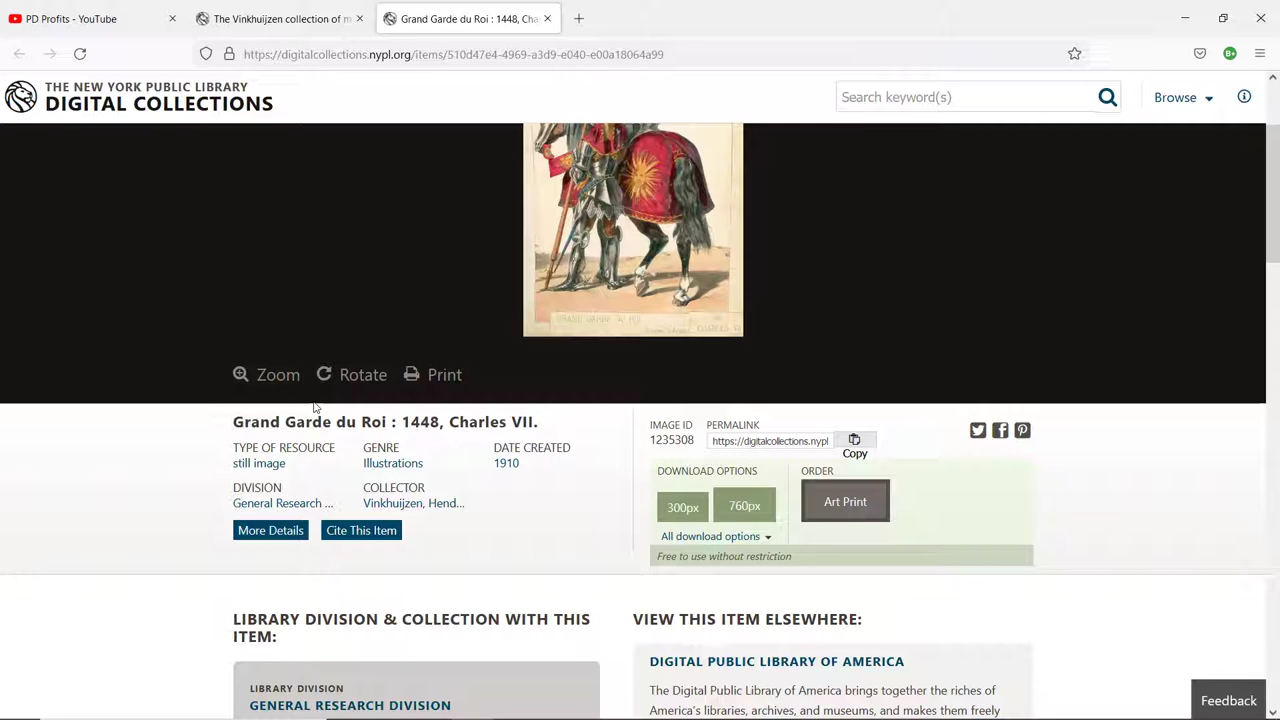 PD Profits - YouTube
The Vinkhuijzen collection of m
Grand Garde du Roi : 1448, Cha
https://digitalcollections.nypl.org/items/510d47e4-4969-a3d9-e040-e00a18064a99
THE NEW YORK PUBLIC LIBRARY
DIGITAL COLLECTIONS
Search keyword(s)
Browse
Zoom
Rotate
Print
Grand Garde du Roi : 1448, Charles VII.
TYPE OF RESOURCE
still image
GENRE
Illustrations
DATE CREATED
1910
DIVISION
General Research ...
COLLECTOR
Vinkhuijzen, Hend...
More Details
Cite This Item
IMAGE ID
1235308
PERMALINK
https://digitalcollections.nypl
Copy
DOWNLOAD OPTIONS
300px
760px
All download options
ORDER
Art Print
Free to use without restriction
LIBRARY DIVISION & COLLECTION WITH THIS
ITEM:
LIBRARY DIVISION
GENERAL RESEARCH DIVISION
VIEW THIS ITEM ELSEWHERE:
DIGITAL PUBLIC LIBRARY OF AMERICA
The Digital Public Library of America brings together the riches of
America's libraries, archives, and museums, and makes them freely
Feedback